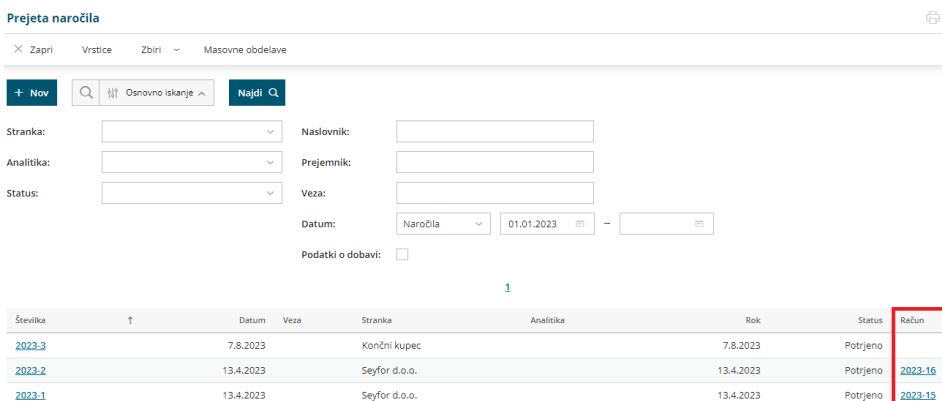 Prejeta naročila
Zapri Vrstice Zbiri Masovne obdelave
+ Nov Osnovno iskanje Najdi
Stranka: Naslovnik:
Analitika: Prejemnik:
Status: Veza:
Datum: Naročila 01.01.2023 –
Podatki o dobavi:
1
Številka ↑ Datum Veza Stranka Analitika Rok Status Račun
2023-3 7.8.2023 Končni kupec 7.8.2023 Potrjeno
2023-2 13.4.2023 Seyfor d.o.o. 13.4.2023 Potrjeno 2023-16
2023-1 13.4.2023 Seyfor d.o.o. 13.4.2023 Potrjeno 2023-15